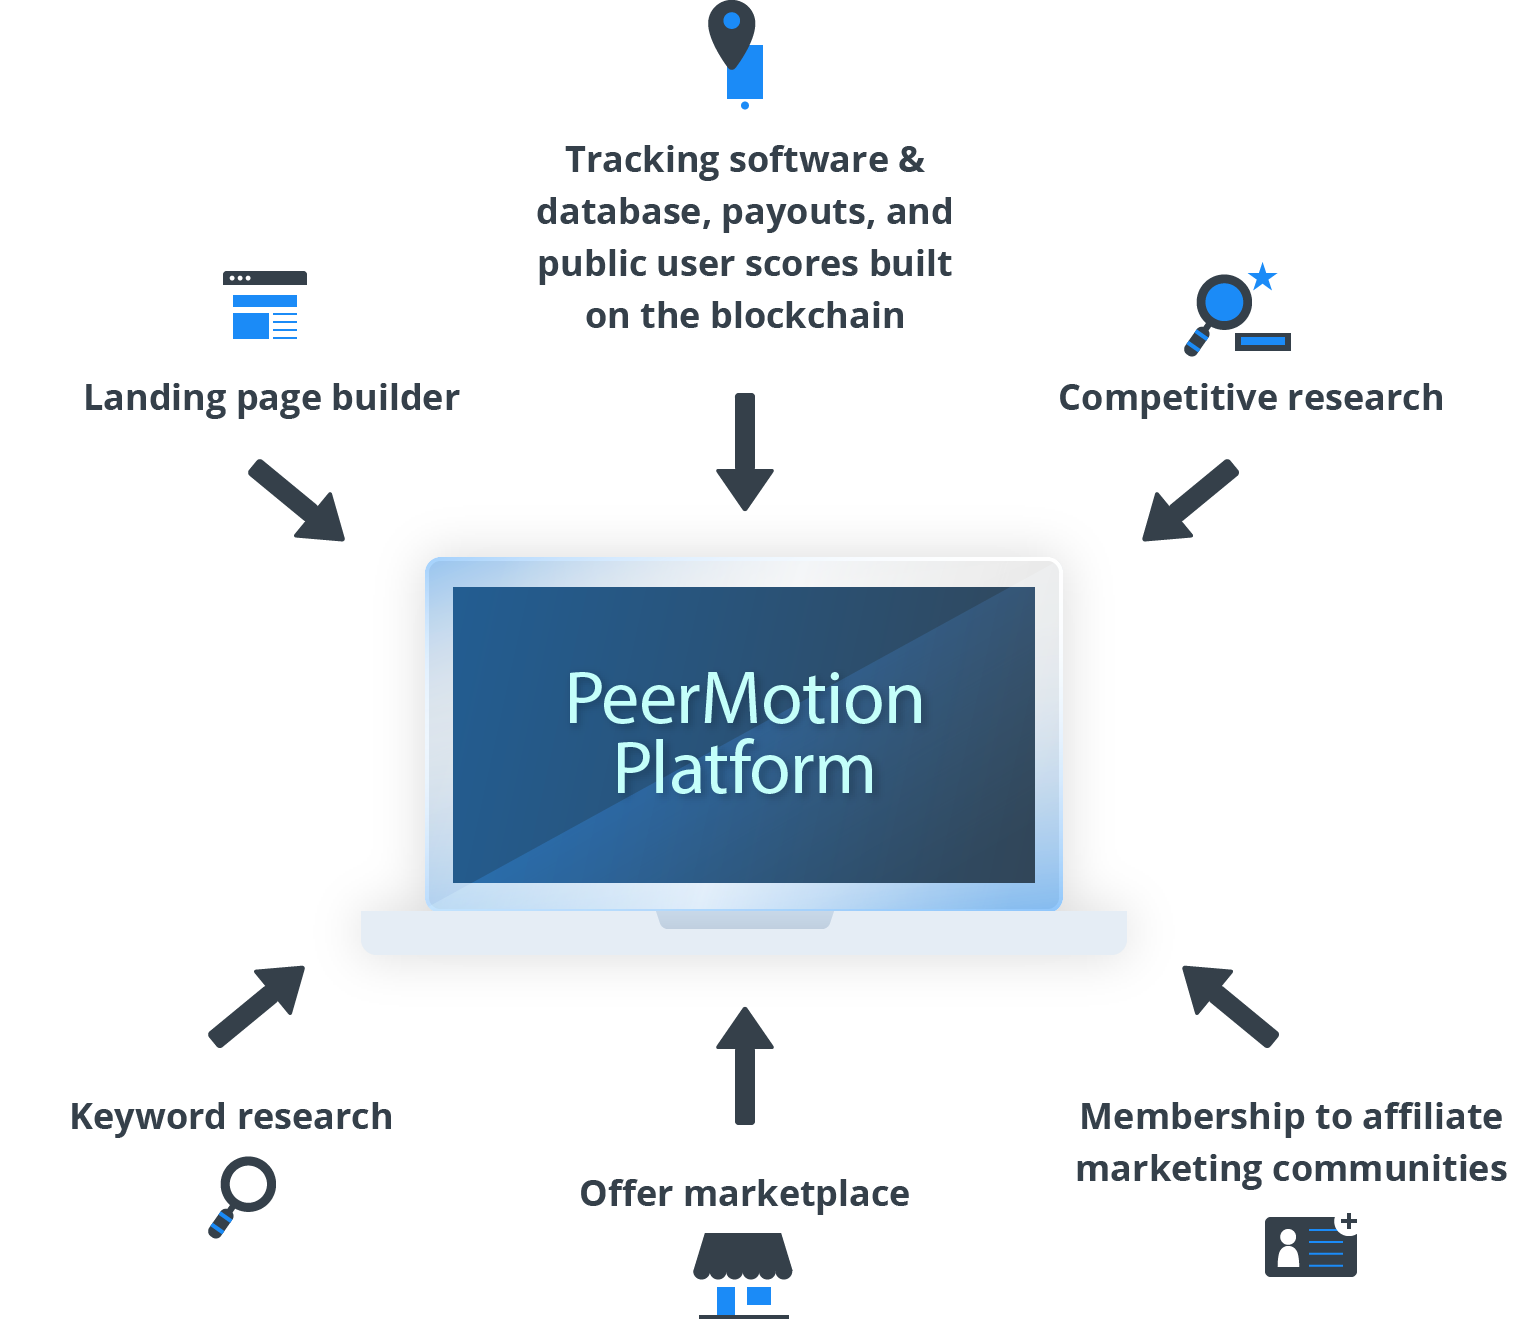 Tracking software &
database, payouts, and
public user scores built
on the blockchain
Landing page builder
Competitive research
PeerMotion
Platform
Keyword research
Offer marketplace
Membership to affiliate
marketing communities